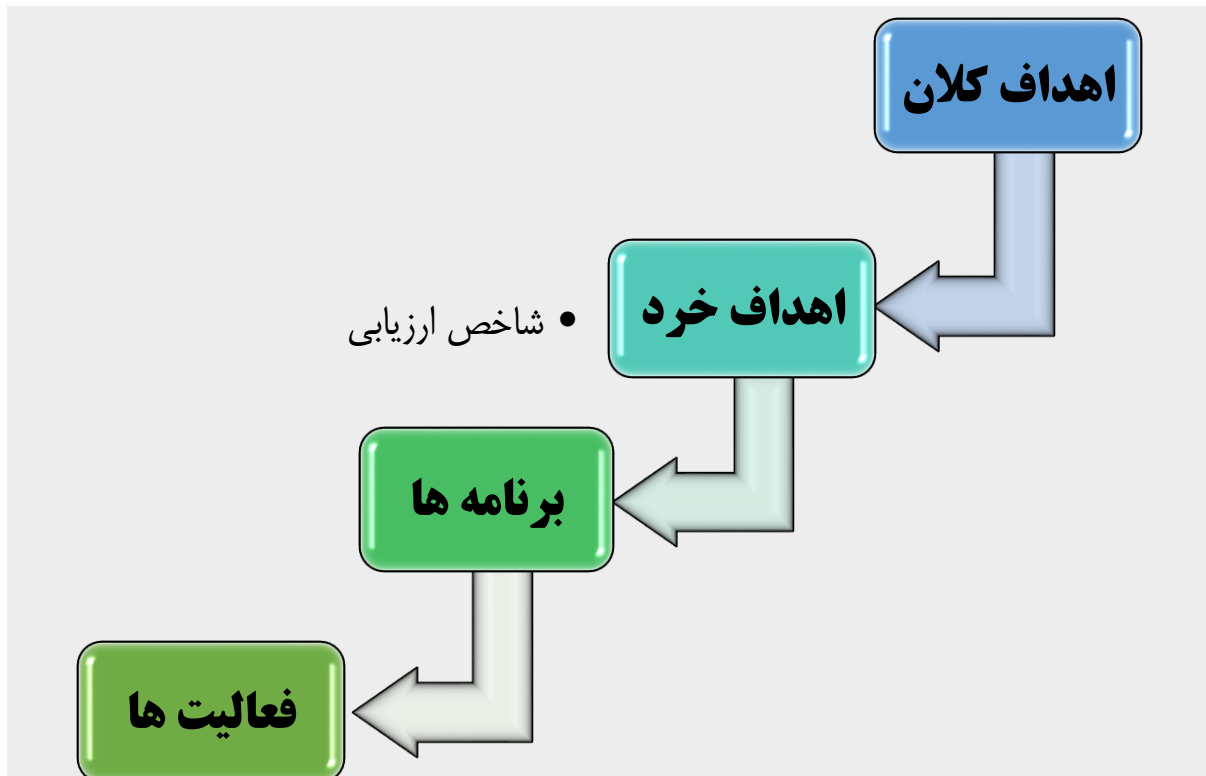 اهداف کلان
اهداف خرد
• شاخص ارزیابی
برنامه ها
فعالیت ها